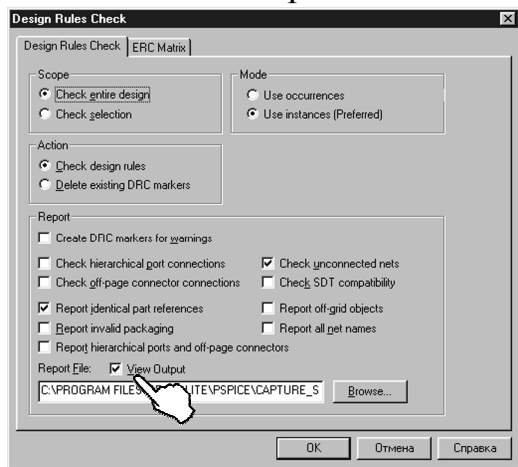 Design Rules Check
Design Rules Check ERC Matrix
Scope
Check entire design
Check selection
Mode
Use occurrences
Use instances (Preferred)
Action
Check design rules
Delete existing DRC markers
Report
Create DRC markers for warnings
Check hierarchical port connections
Check off-page connector connections
Check unconnected nets
Check SDT compatibility
Report identical part references
Report invalid packaging
Report off-grid objects
Report all net names
Report hierarchical ports and off-page connectors
Report File: View Output
C:\PROGRAM FILES LITE\PSPICE\CAPTURE_S Browse...
OK Отмена Справка